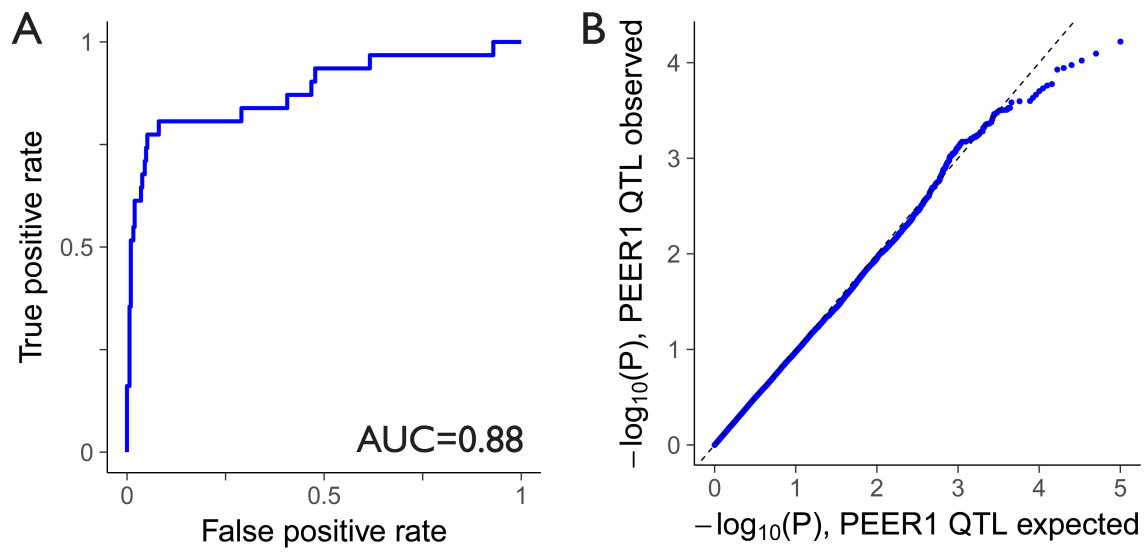 A
True positive rate
1
0.5
0
AUC=0.88
0
0.5
1
False positive rate
B
−log10(P), PEER1 QTL observed
4
3
2
1
0
0
1
2
3
4
5
−log10(P), PEER1 QTL expected